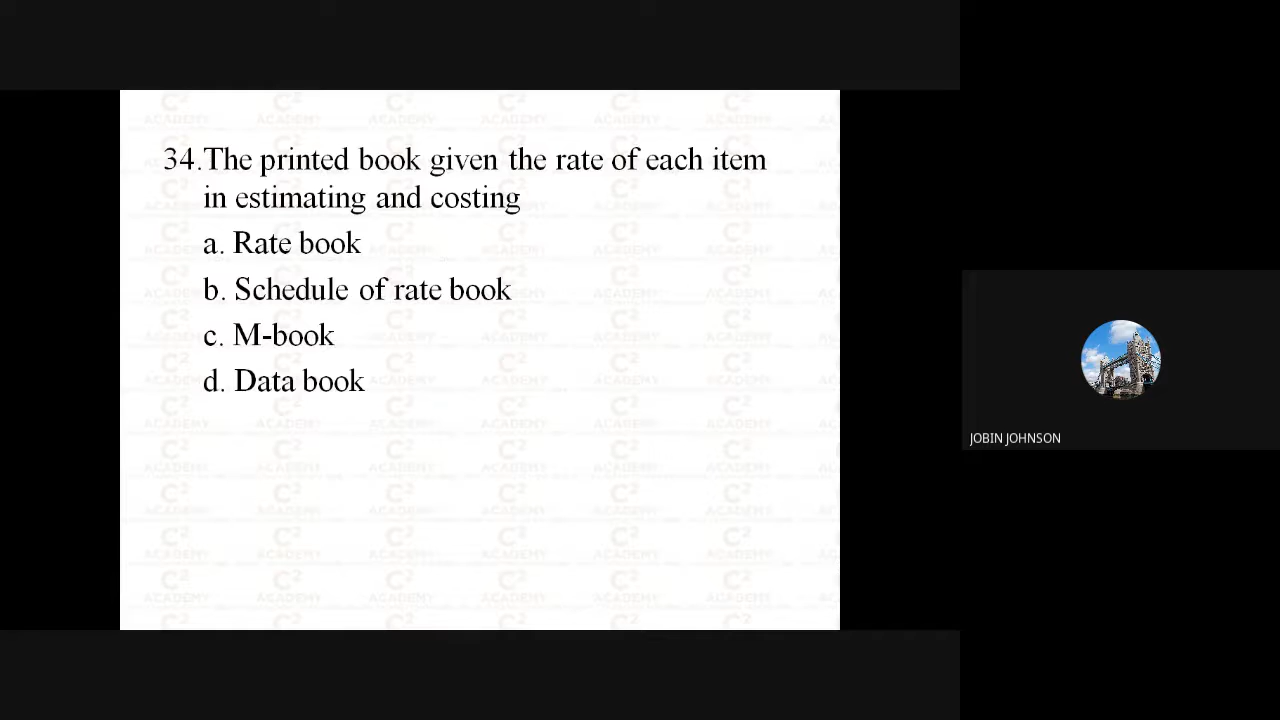 34.The printed book given the rate of each item
in estimating and costing
a. Rate book
b. Schedule of rate book
c. M-book
d. Data book
JOBIN JOHNSON